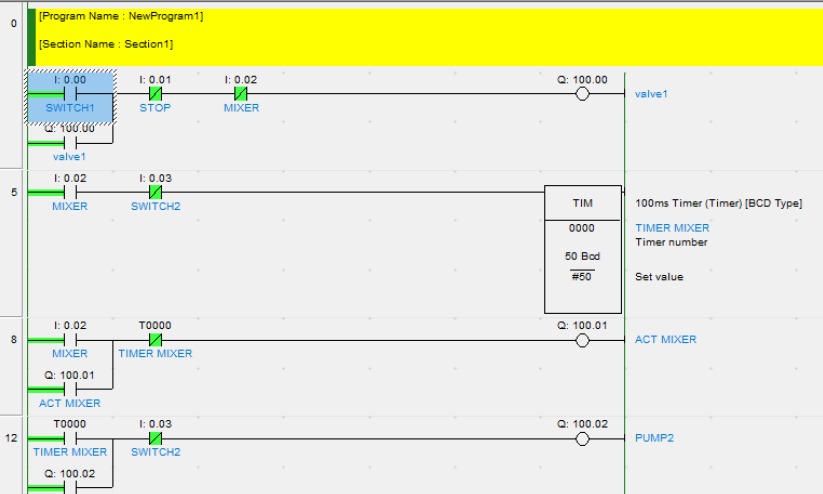 0
[Program Name : NewProgram1]
[Section Name : Section1]
I: 0.00 I: 0.01 I: 0.02 Q: 100.00
valve1
SWITCH1 STOP MIXER
Q: 100.00
valve1
5
I: 0.02 I: 0.03
MIXER SWITCH2
TIM 100ms Timer (Timer) [BCD Type]
0000 TIMER MIXER
Timer number
50 Bcd
#50 Set value
8
I: 0.02 T0000 Q: 100.01
ACT MIXER
MIXER TIMER MIXER
Q: 100.01
ACT MIXER
12
T0000 I: 0.03 Q: 100.02
PUMP2
TIMER MIXER SWITCH2
Q: 100.02